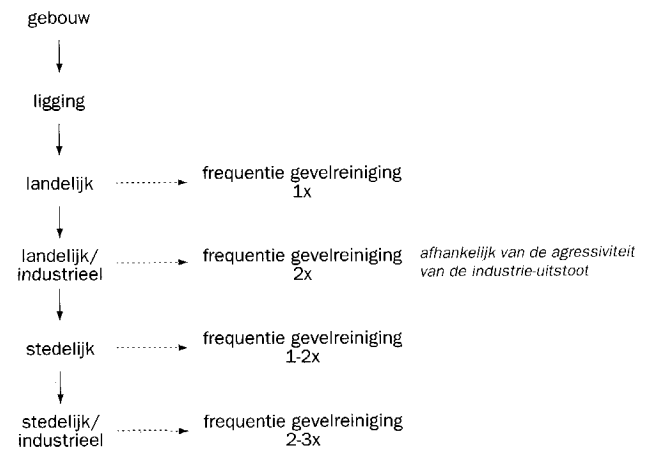 gebouw
ligging
landelijk
frequentie gevelreiniging
1x
landelijk/
industrieel
frequentie gevelreiniging
2x
afhankelijk van de agressiviteit
van de industrie-uitstoot
stedelijk
frequentie gevelreiniging
1-2x
stedelijk/
industrieel
frequentie gevelreiniging
2-3x